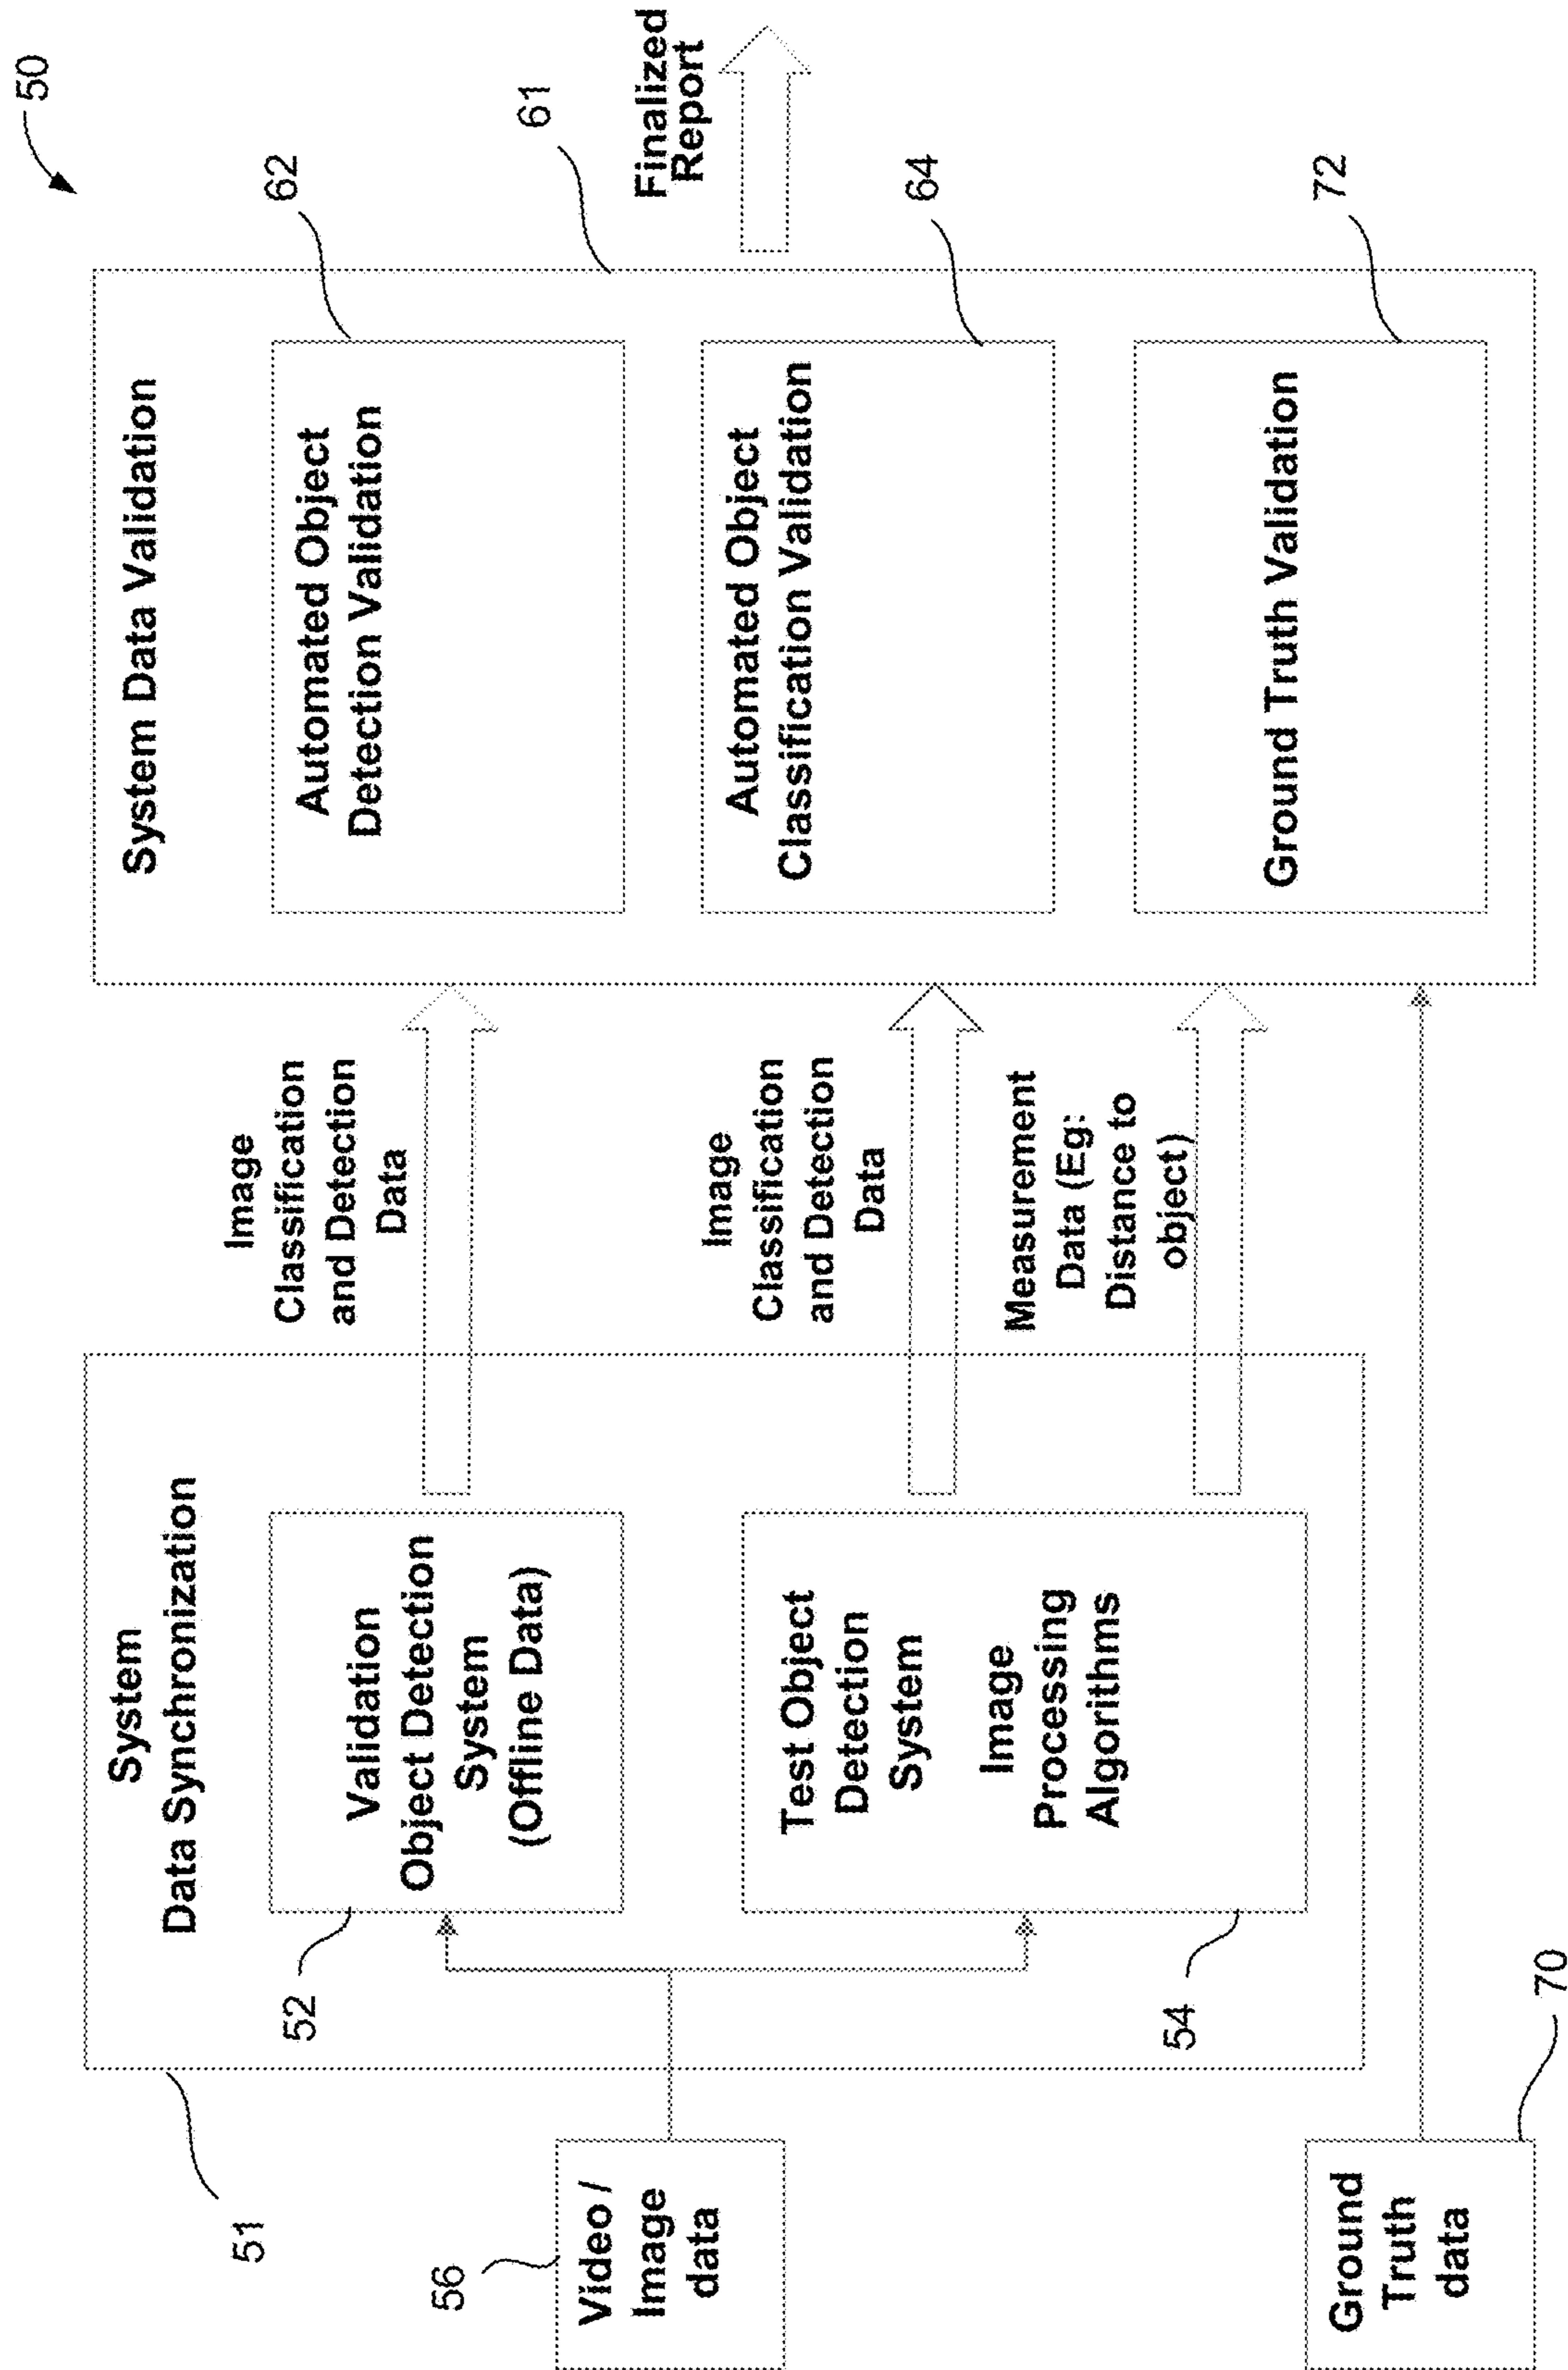 50
System
Data Synchronization
51
Validation
Object Detection
System
(Offline Data)
52
Test Object
Detection
System
Image
Processing
Algorithms
54
Video /
Image
data
56
Ground
Truth
data
70
Image
Classification
and Detection
Data
Image
Classification
and Detection
Data
Measurement
Data (Eg:
Distance to
object)
System Data Validation
61
Automated Object
Detection Validation
62
Automated Object
Classification Validation
64
Ground Truth Validation
72
Finalized
Report